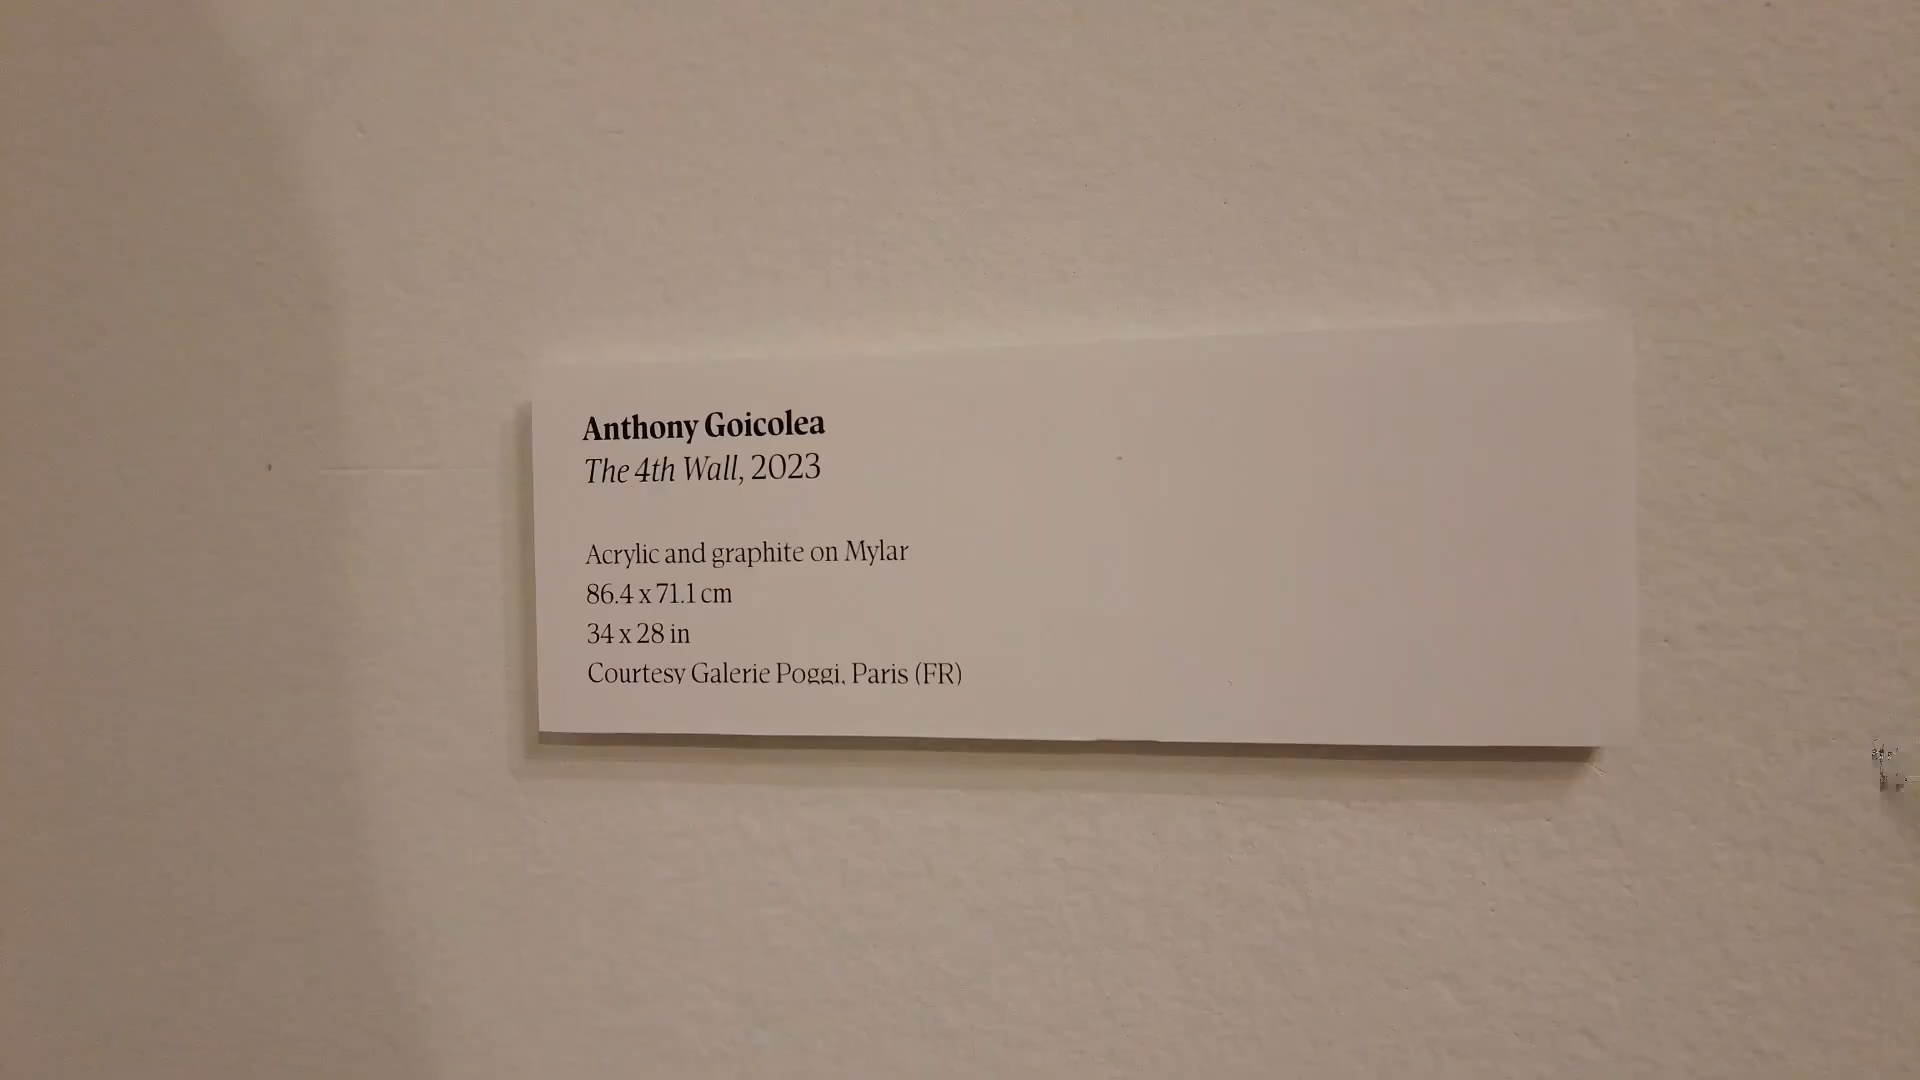 Anthony Goicolea
The 4th Wall, 2023
Acrylic and graphite on Mylar
86.4 x 71.1 cm
34 x 28 in
Courtesy Galerie Poggi, Paris (FR)